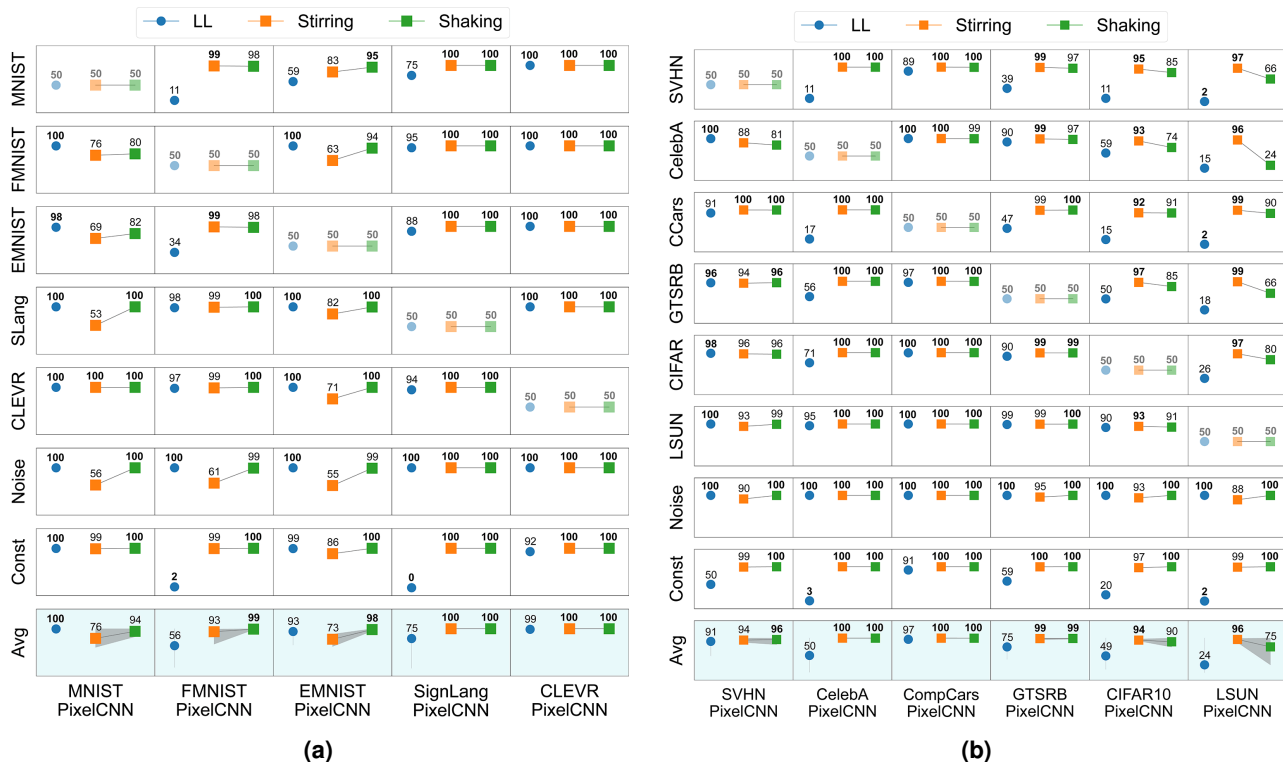 LL Stirring Shaking
MNIST 50 50 50 11 99 98 59 83 95 75 100 100 100 100 100
FMNIST 100 76 80 50 50 50 100 63 94 95 100 100 100 100 100
EMNIST 98 69 82 34 99 98 50 50 50 88 100 100 100 100 100
SLang 100 53 100 98 99 100 100 82 100 50 50 50 100 100 100
CLEVR 100 100 100 97 99 100 100 71 100 94 100 100 50 50 50
Noise 100 56 100 100 61 99 100 55 99 100 100 100 100 100 100
Const 100 99 100 2 99 100 99 86 100 0 100 100 92 100 100
Avg 100 76 94 56 93 99 93 73 98 75 100 100 99 100 100
MNIST FMNIST EMNIST SignLang CLEVR
PixelCNN PixelCNN PixelCNN PixelCNN PixelCNN
(a)
LL Stirring Shaking
SVHN 50 50 50 11 100 100 89 100 100 39 99 97 11 95 85 2 97 66
CelebA 100 88 81 50 50 50 100 100 99 90 99 97 59 93 74 15 96 24
CCars 91 100 100 17 100 100 50 50 50 47 99 100 15 92 91 2 99 90
GTSRB 96 94 96 56 100 100 97 100 100 50 50 50 50 97 85 18 99 66
CIFAR 98 96 96 71 100 100 100 100 100 90 99 99 50 50 50 26 97 80
LSUN 100 93 99 95 100 100 100 100 100 99 99 100 90 93 91 50 50 50
Noise 100 90 100 100 100 100 100 100 100 100 95 100 100 93 100 100 88 100
Const 50 99 100 3 100 100 91 100 100 59 100 100 20 97 100 2 99 100
Avg 91 94 96 50 100 100 97 100 100 75 99 99 49 94 90 24 96 75
SVHN CelebA CompCars GTSRB CIFAR10 LSUN
PixelCNN PixelCNN PixelCNN PixelCNN PixelCNN PixelCNN
(b)